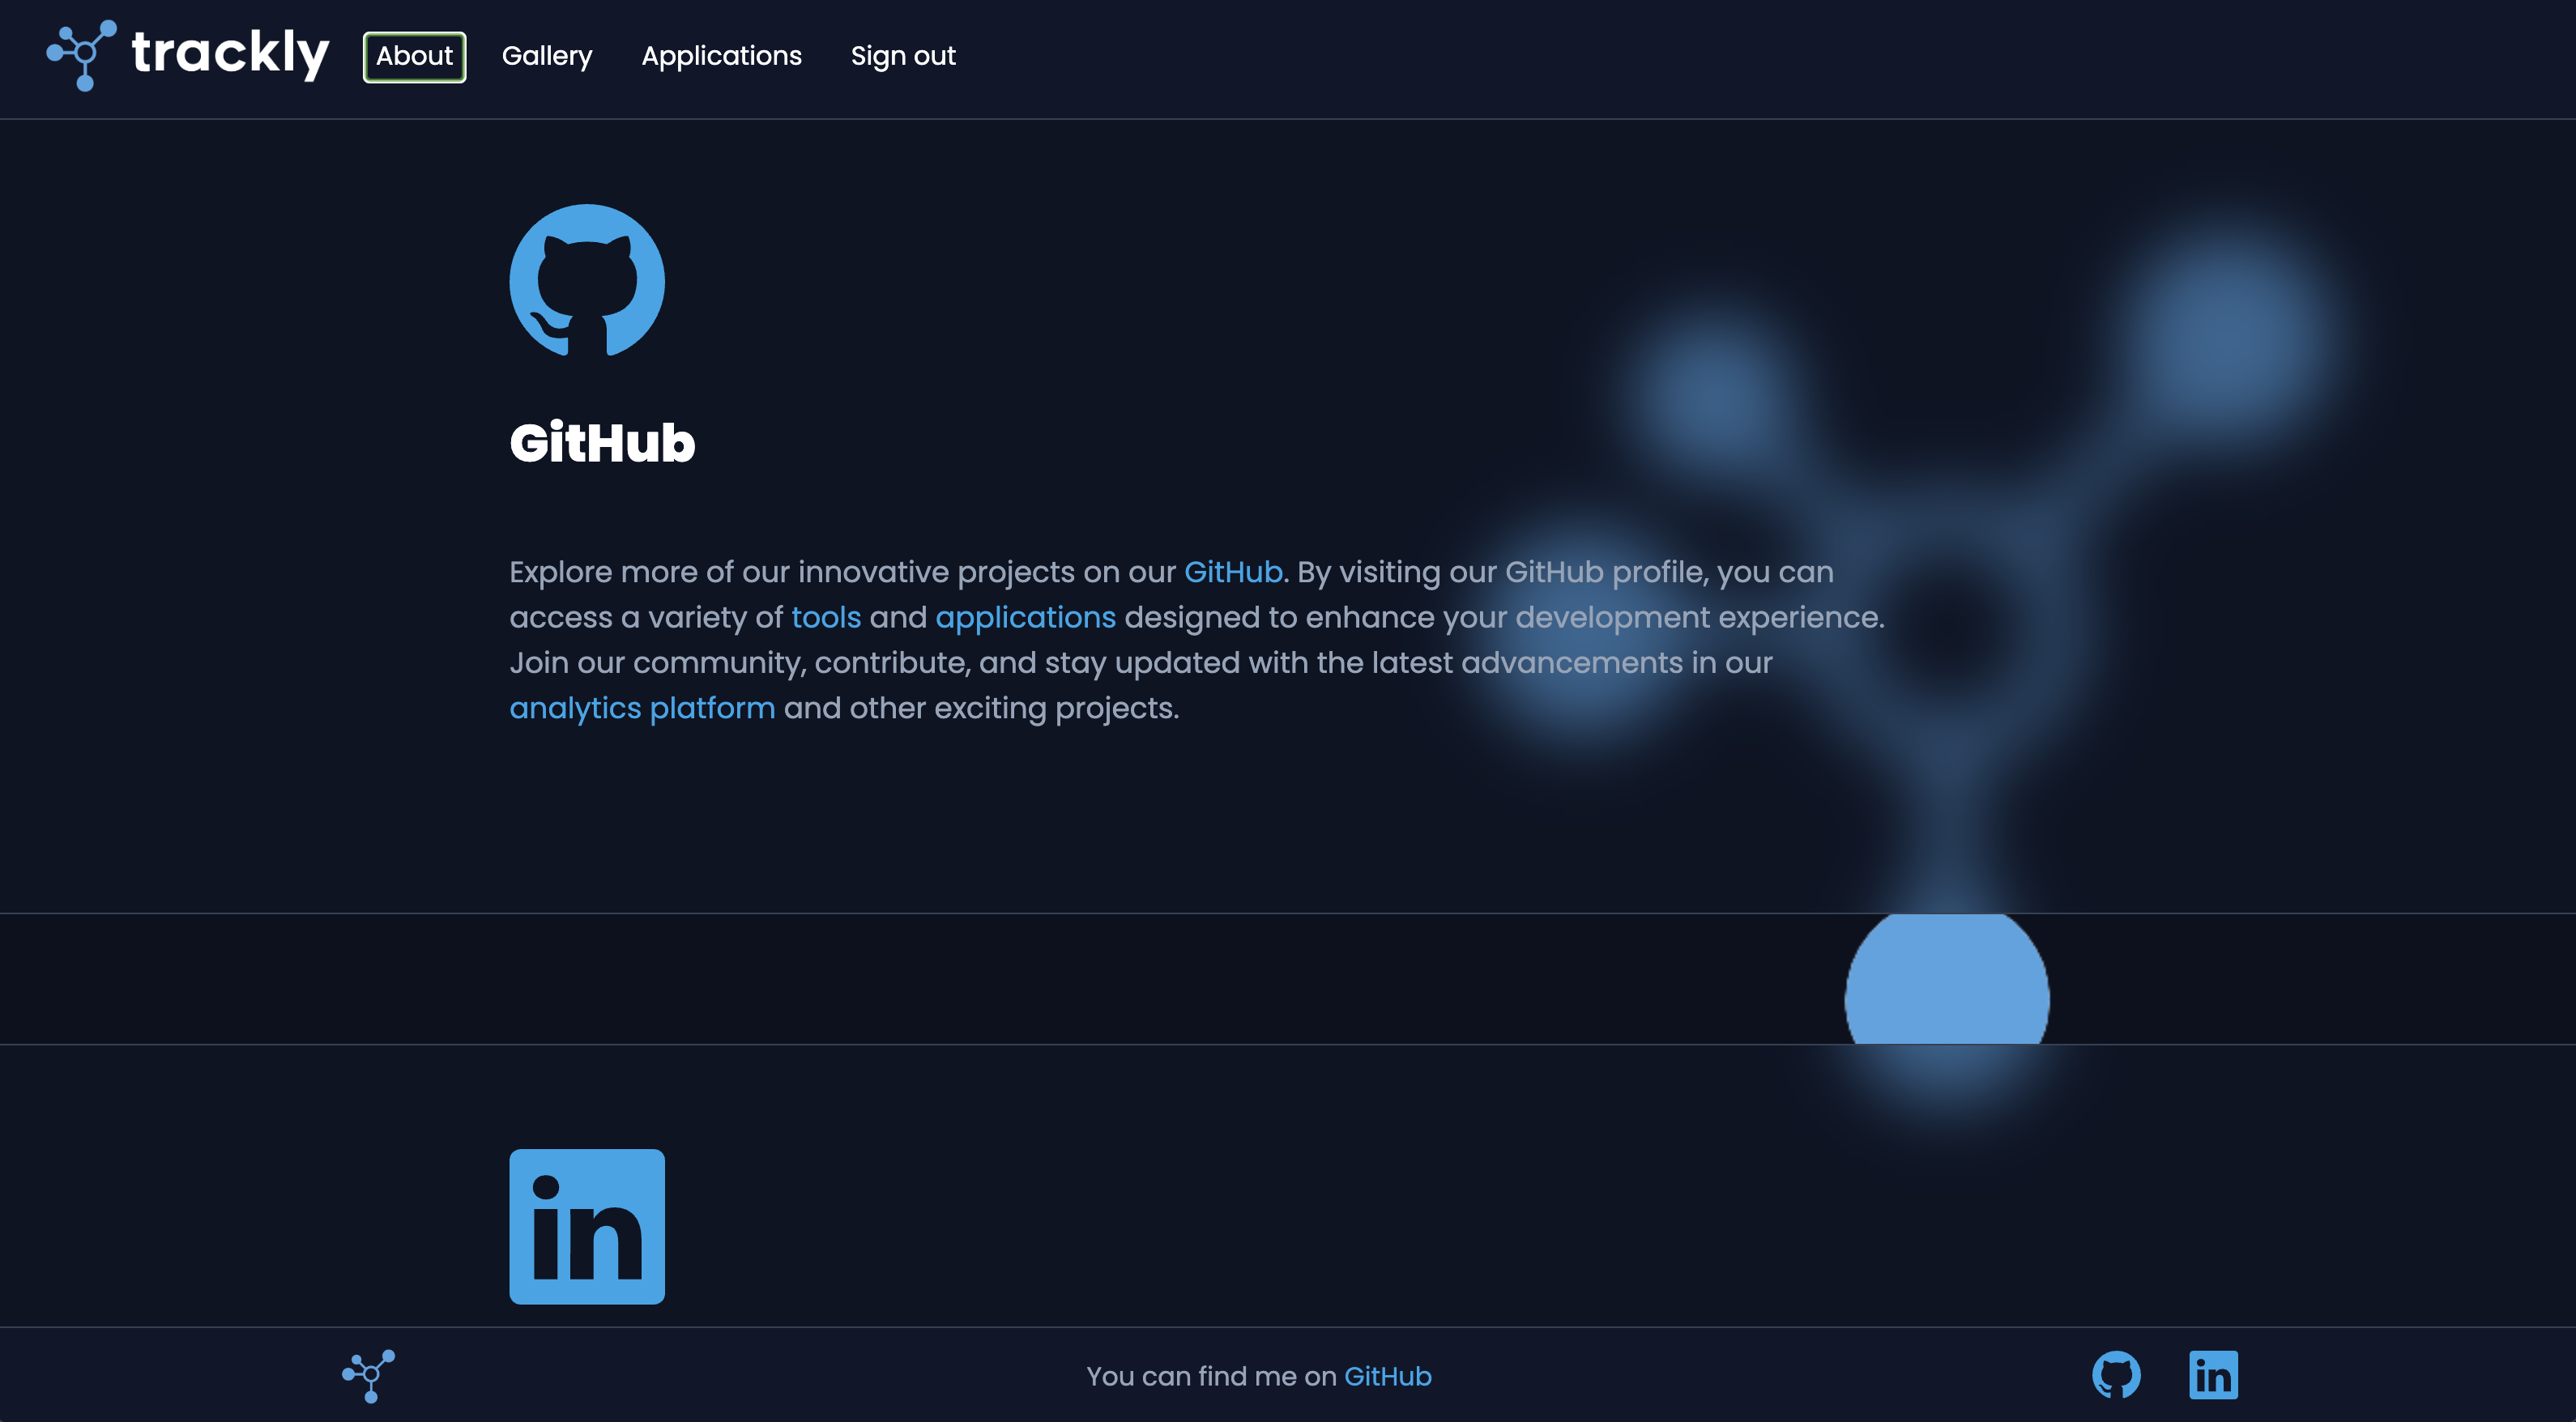 trackly About Gallery Applications Sign out
GitHub
Explore more of our innovative projects on our GitHub. By visiting our GitHub profile, you can
access a variety of tools and applications designed to enhance your development experience.
Join our community, contribute, and stay updated with the latest advancements in our
analytics platform and other exciting projects.
in
You can find me on GitHub
in